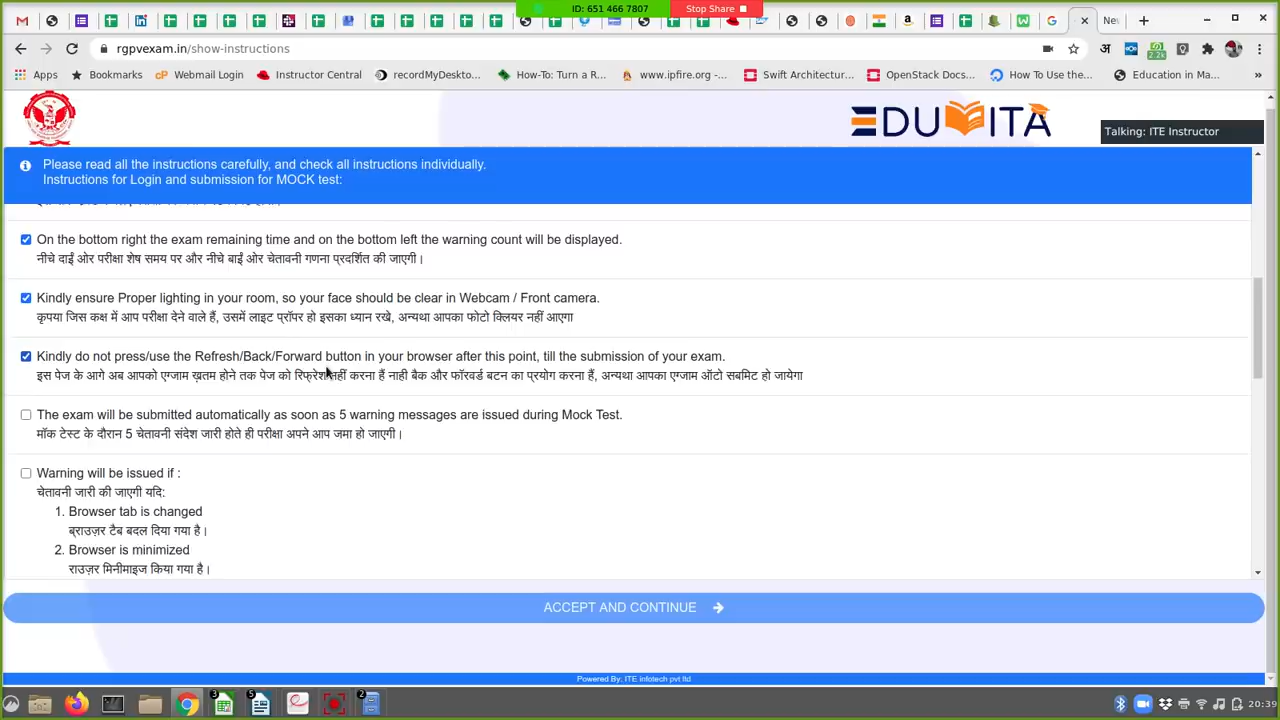 ID: 651 466 7807
Stop Share
New
rgpvexam.in/show-instructions
Apps
Bookmarks
Webmail Login
Instructor Central
recordMyDeskto...
How-To: Turn a R...
www.ipfire.org -...
Swift Architectur...
OpenStack Docs...
How To Use the...
Education in Ma...
»
EDUVITA
Talking: ITE Instructor
Please read all the instructions carefully, and check all instructions individually.
Instructions for Login and submission for MOCK test:
On the bottom right the exam remaining time and on the bottom left the warning count will be displayed.
नीचे दाईं ओर परीक्षा शेष समय पर और नीचे बाईं ओर चेतावनी गणना प्रदर्शित की जाएगी।
Kindly ensure Proper lighting in your room, so your face should be clear in Webcam / Front camera.
कृपया जिस कक्ष में आप परीक्षा देने वाले हैं, उसमें लाइट प्रॉपर हो इसका ध्यान रखे, अन्यथा आपका फोटो क्लियर नहीं आएगा
Kindly do not press/use the Refresh/Back/Forward button in your browser after this point, till the submission of your exam.
इस पेज के आगे अब आपको एग्जाम ख़तम होने तक पेज को रिफ्रेश नहीं करना हैं नाही बैक और फॉरवर्ड बटन का प्रयोग करना हैं, अन्यथा आपका एग्जाम ऑटो सबमिट हो जायेगा
The exam will be submitted automatically as soon as 5 warning messages are issued during Mock Test.
मॉक टेस्ट के दौरान 5 चेतावनी संदेश जारी होते ही परीक्षा अपने आप जमा हो जाएगी।
Warning will be issued if :
चेतावनी जारी की जाएगी यदि:
1. Browser tab is changed
ब्राउज़र टैब बदल दिया गया है।
2. Browser is minimized
राउज़र मिनीमाइज किया गया है।
ACCEPT AND CONTINUE
Powered By: ITE infotech pvt ltd
3
5
2
20:39